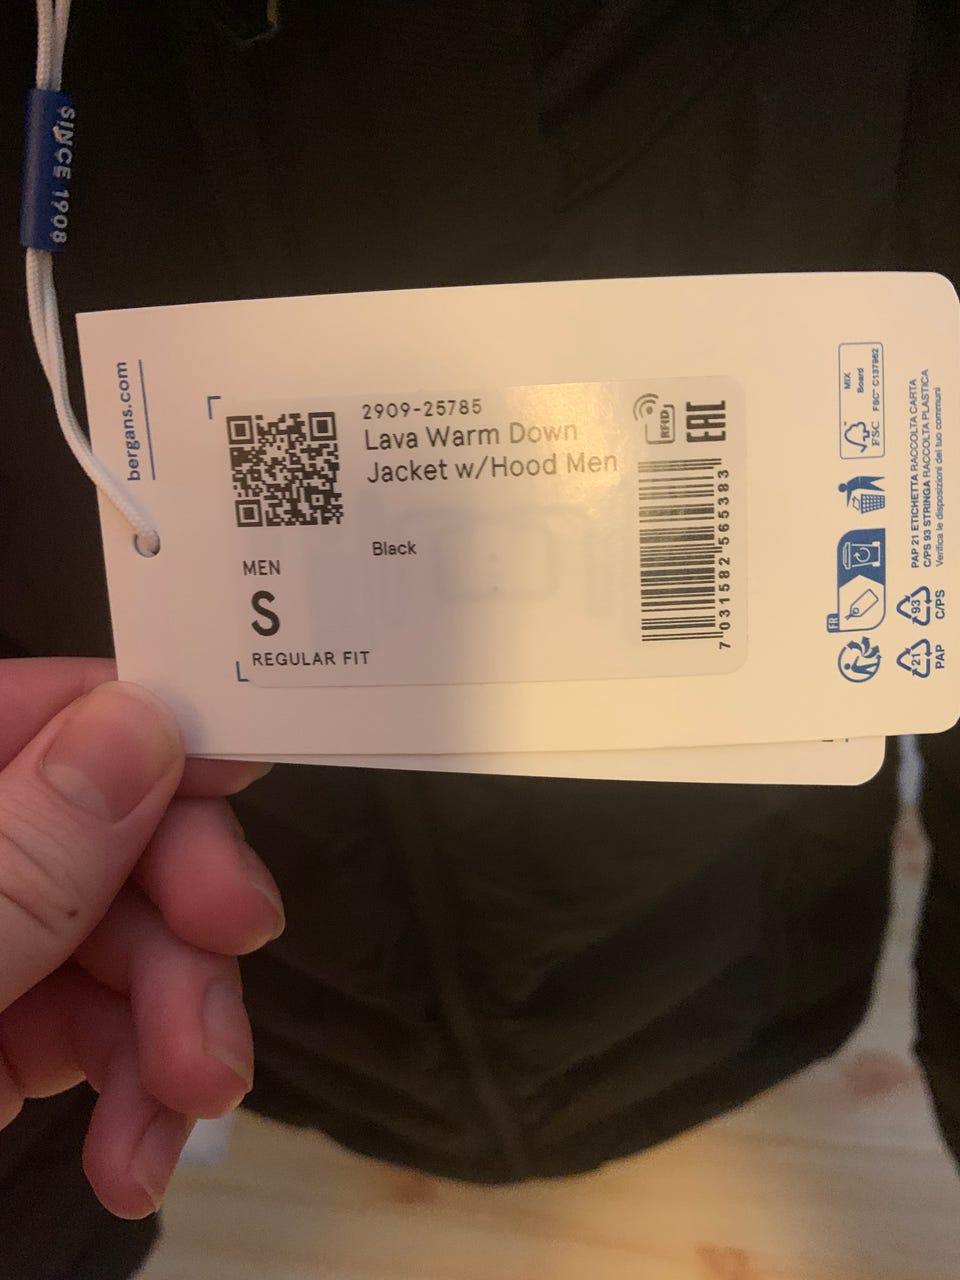 SINCE 1908
bergans.com
2909-25785
Lava Warm Down
Jacket w/Hood Men
Black
MEN
S
REGULAR FIT
RFID
EAC
7 031582 565383
MIX
Board
FSC™ C137962
FSC
FR
21
PAP
93
C/PS
PAP 21 ETICHETTA RACCOLTA CARTA
C/PS 93 STRINGA RACCOLTA PLASTICA
Verifica le disposizioni del tuo comune